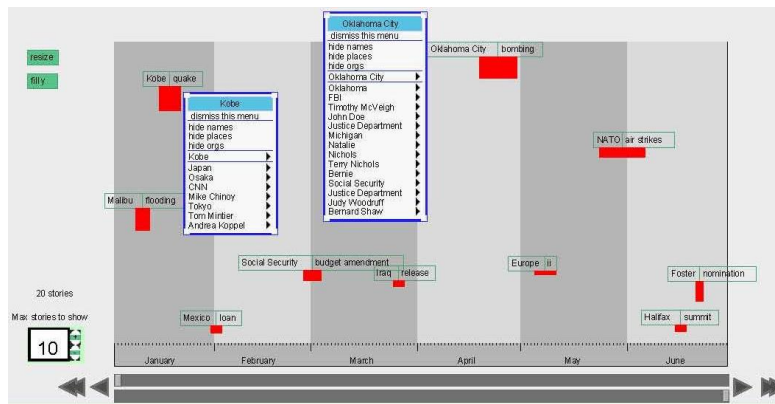 resize
filly
Kobe quake
Kobe
dismiss this menu
hide names
hide places
hide orgs
Kobe
Japan
Osaka
CNN
Mike Chinoy
Tokyo
Tom Mintier
Andrea Koppel
Oklahoma City
dismiss this menu
hide names
hide places
hide orgs
Oklahoma City
Oklahoma
FBI
Timothy McVeigh
John Doe
Justice Department
Michigan
Natalie
Nichols
Terry Nichols
Bernie
Social Security
Justice Department
Judy Woodruff
Bernard Shaw
Oklahoma City bombing
NATO air strikes
Malibu flooding
Social Security budget amendment
Iraq release
Europe ii
Foster nomination
Mexico loan
Halifax summit
20 stories
Max stories to show
10
January February March April May June